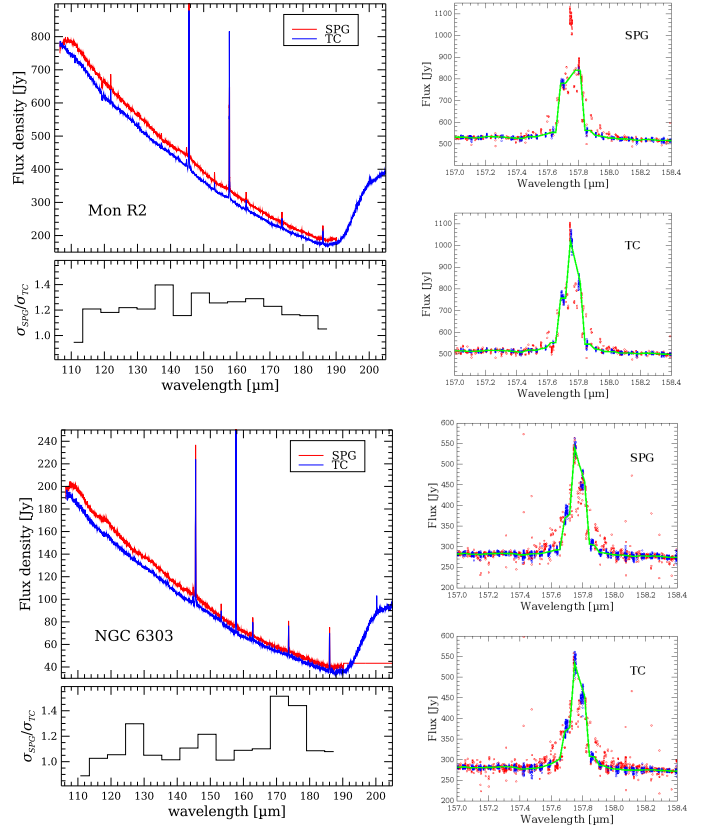 800
700
600
500
400
300
200
Flux density [Jy]
SPG
TC
Mon R2
1.4
1.2
1.0
σSPG/σTC
110 120 130 140 150 160 170 180 190 200
wavelength [µm]
1100
1000
900
800
700
600
500
Flux [Jy]
SPG
157.0 157.2 157.4 157.6 157.8 158.0 158.2 158.4
Wavelength [µm]
1100
1000
900
800
700
600
500
Flux [Jy]
TC
157.0 157.2 157.4 157.6 157.8 158.0 158.2 158.4
Wavelength [µm]
240
220
200
180
160
140
120
100
80
60
40
Flux density [Jy]
SPG
TC
NGC 6303
1.4
1.2
1.0
σSPG/σTC
110 120 130 140 150 160 170 180 190 200
wavelength [µm]
600
550
500
450
400
350
300
250
200
Flux [Jy]
SPG
157.0 157.2 157.4 157.6 157.8 158.0 158.2 158.4
Wavelength [µm]
600
550
500
450
400
350
300
250
200
Flux [Jy]
TC
157.0 157.2 157.4 157.6 157.8 158.0 158.2 158.4
Wavelength [µm]